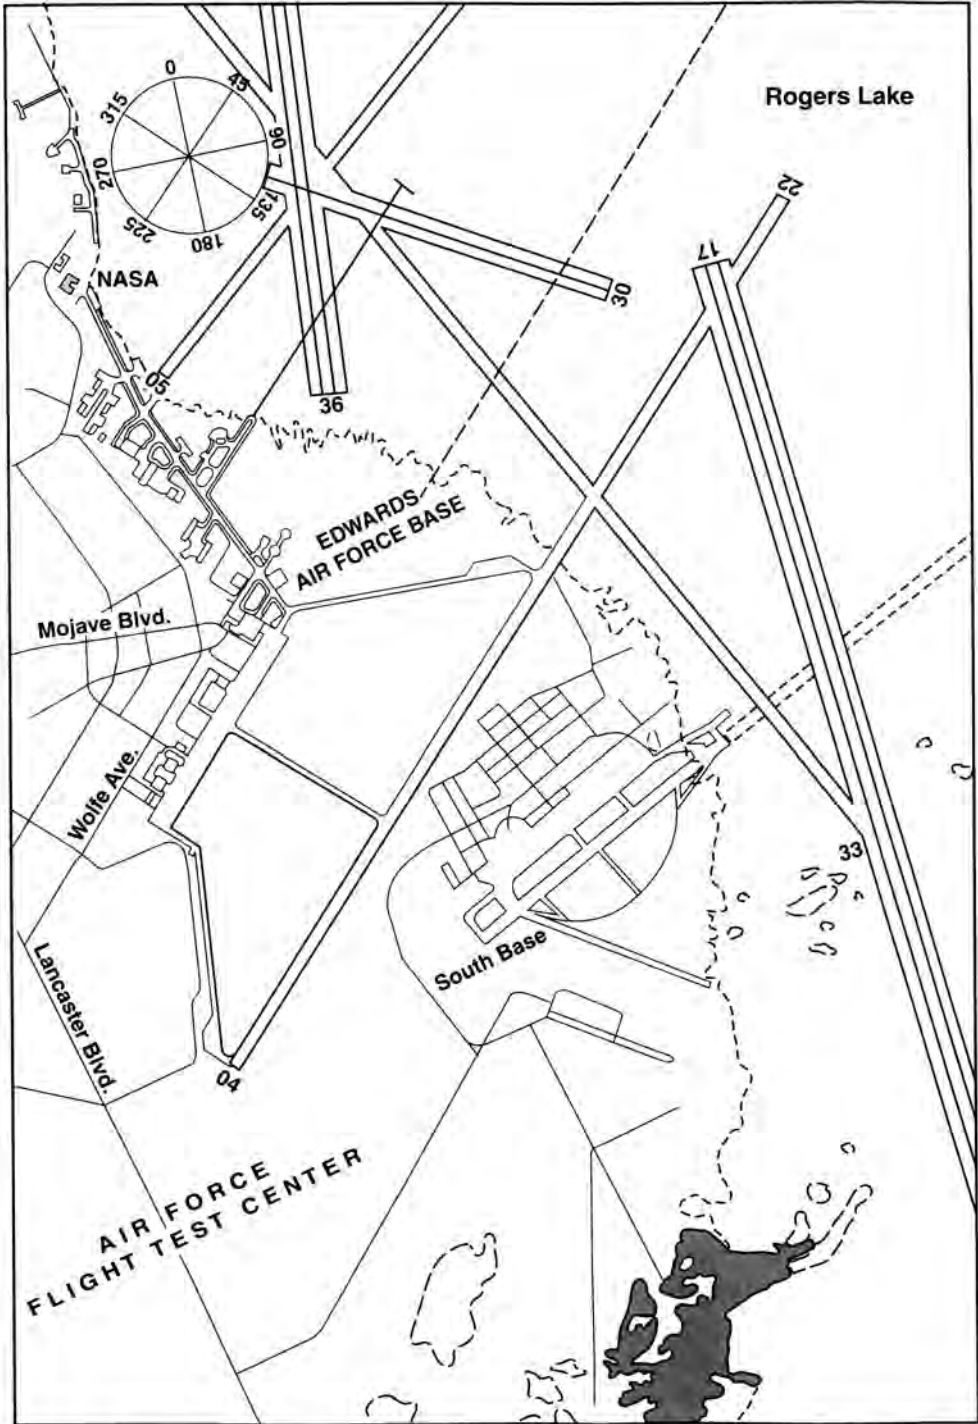 Rogers Lake
0
45
90
135
180
225
270
315
22
17
30
NASA
05
36
EDWARDS
AIR FORCE BASE
Mojave Blvd.
Wolfe Ave.
33
South Base
Lancaster Blvd.
04
AIR FORCE
FLIGHT TEST CENTER